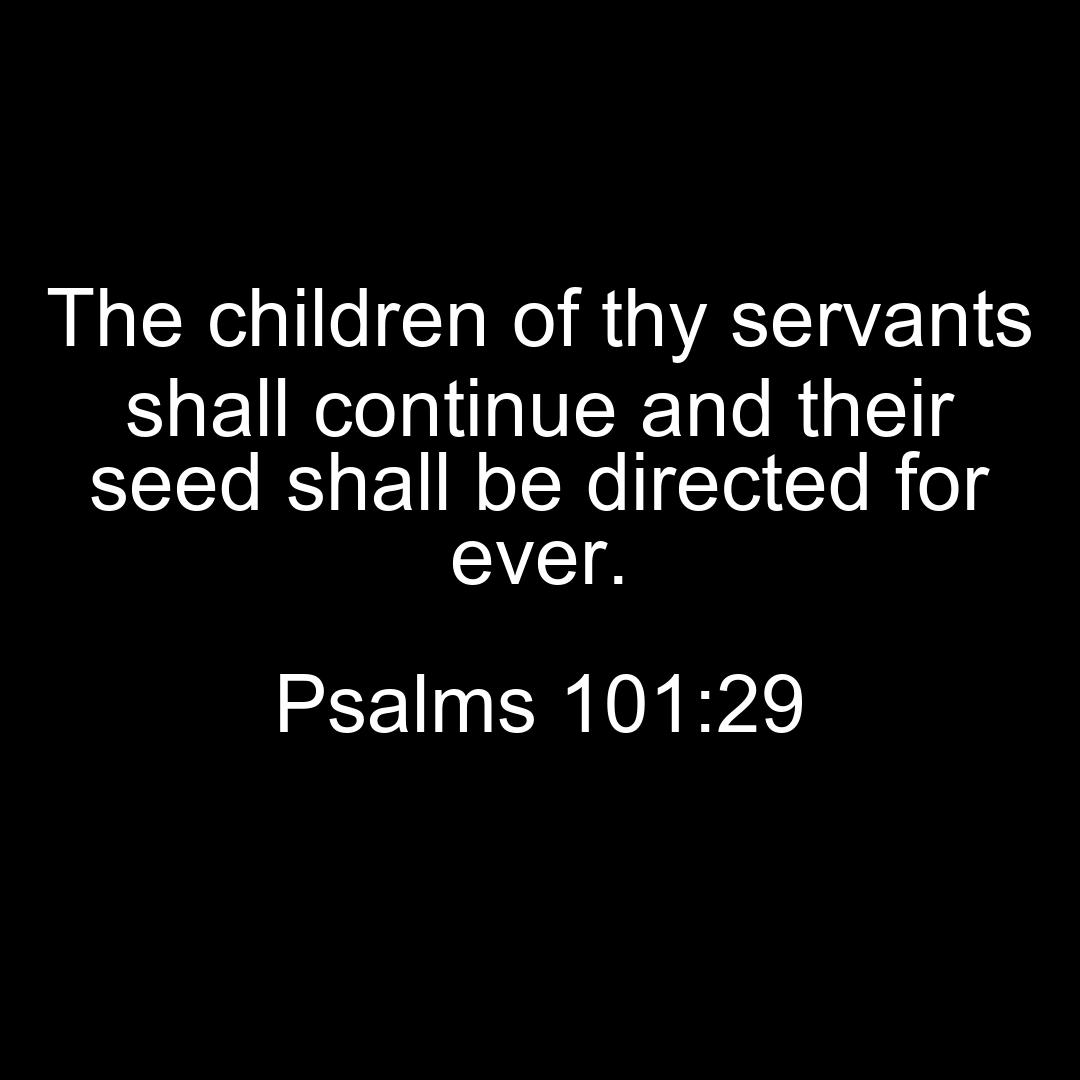 The children of thy servants
shall continue and their
seed shall be directed for
ever.
Psalms 101:29